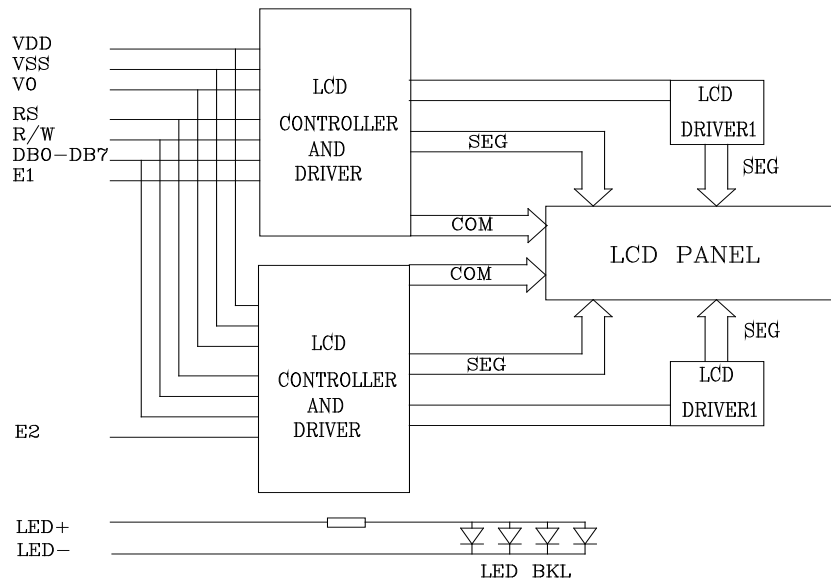 VDD
VSS
V0
RS
R/W
DB0-DB7
E1
LCD
CONTROLLER
AND
DRIVER
SEG
COM
LCD
DRIVER1
SEG
LCD PANEL
COM
LCD
CONTROLLER
AND
DRIVER
SEG
SEG
LCD
DRIVER1
E2
LED+
LED-
LED BKL